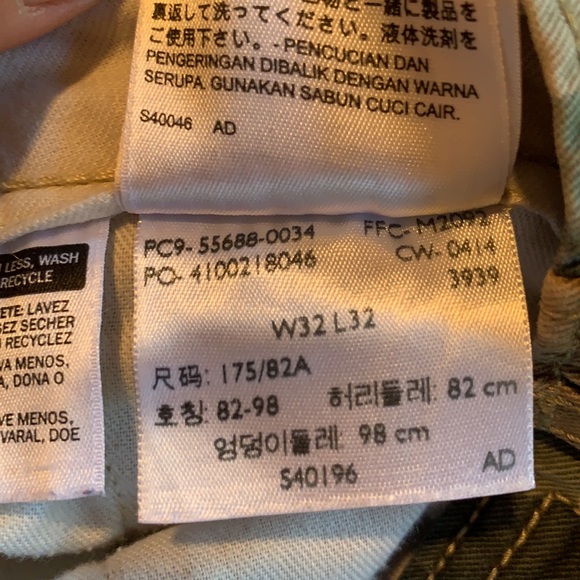 裏返して洗ってください。液体洗剤を
ご使用下さい。- PENCUCIAN DAN
PENGERINGAN DIBALIK DENGAN WARNA
SERUPA. GUNAKAN SABUN CUCI CAIR.
S40046 AD
PC9- 55688-0034 FFC- M2092
PO- 4100218046 CW- 0414
3939
W32 L32
尺码: 175/82A
호칭: 82-98 허리둘레: 82 cm
엉덩이둘레: 98 cm
S40196 AD
LESS, WASH
RECYCLE
ETE: LAVEZ
SEZ SECHER
U RECYCLEZ
VA MENOS,
A, DONA O
VE MENOS,
VARAL, DOE